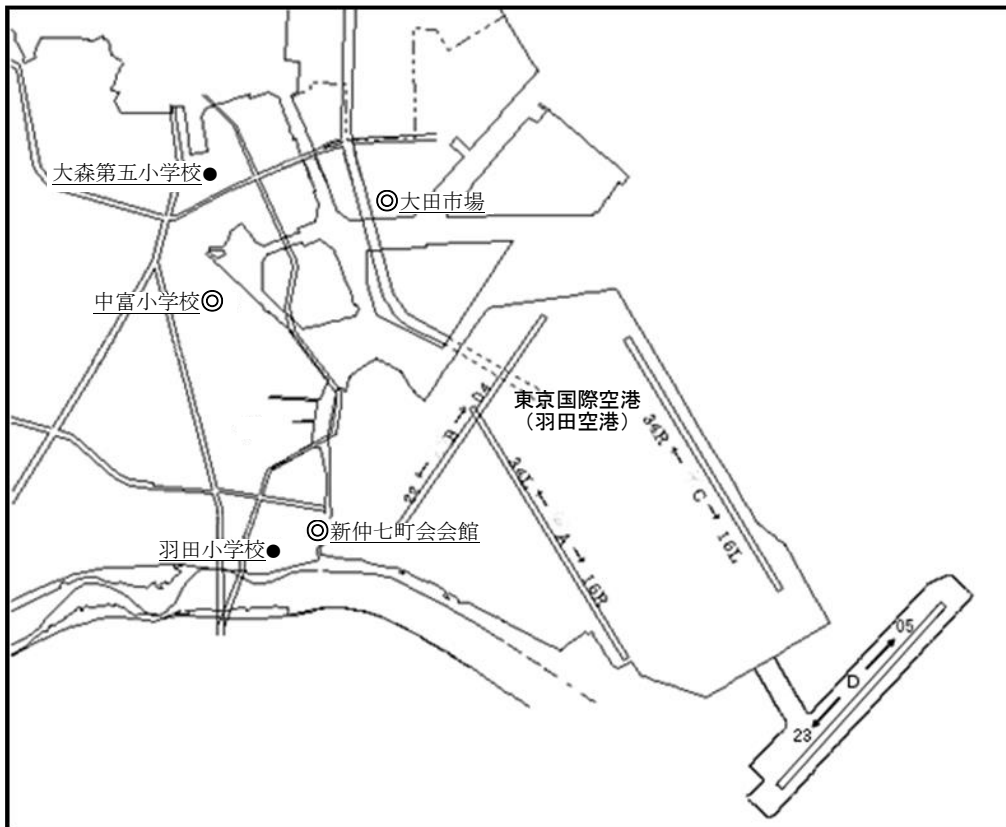 大森第五小学校●
◎大田市場
中富小学校◎
東京国際空港
（羽田空港）
04
B
22
34L
A
16R
34R
C
16L
◎新仲七町会会館
羽田小学校●
05
D
23